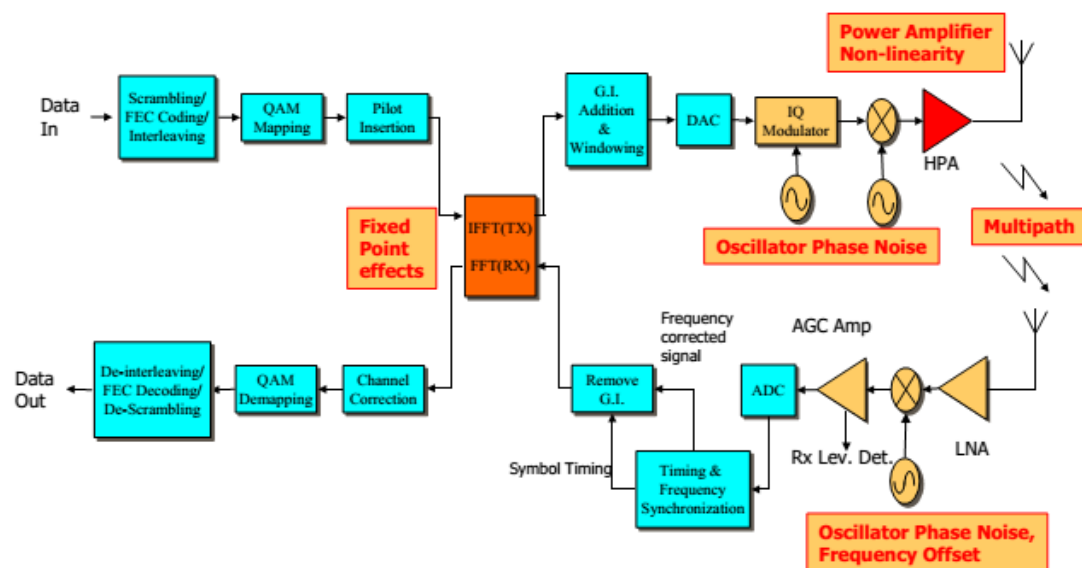 Power Amplifier
Non-linearity
Data
In
Scrambling/
FEC Coding/
Interleaving
QAM
Mapping
Pilot
Insertion
G.I.
Addition
&
Windowing
DAC
IQ
Modulator
HPA
Fixed
Point
effects
IFFT(TX)
FFT(RX)
Oscillator Phase Noise
Multipath
Frequency
corrected
signal
AGC Amp
Data
Out
De-interleaving/
FEC Decoding/
De-Scrambling
QAM
Demapping
Channel
Correction
Remove
G.I.
ADC
LNA
Rx Lev. Det.
Symbol Timing
Timing &
Frequency
Synchronization
Oscillator Phase Noise,
Frequency Offset